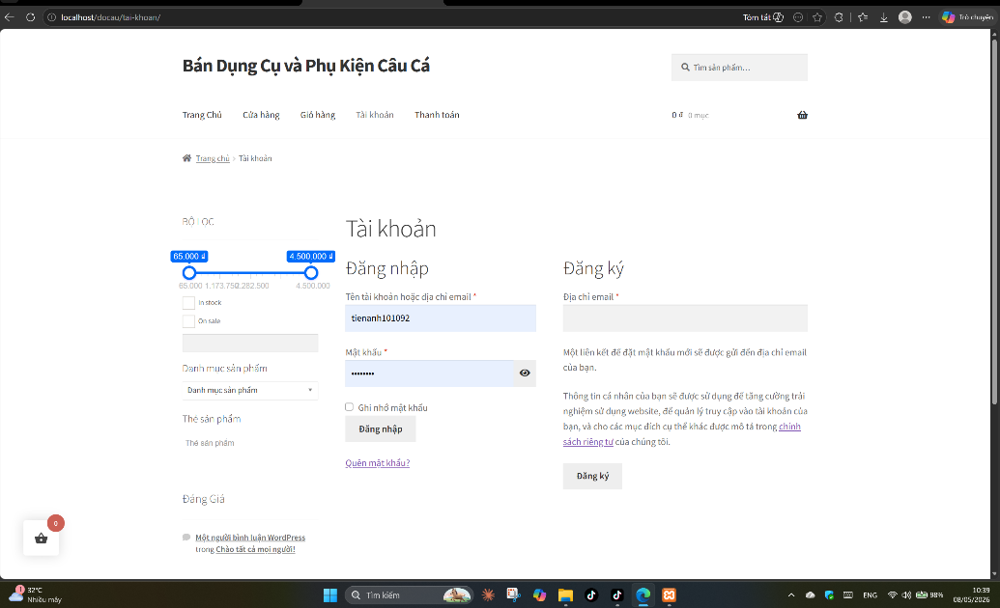 localhost/docau/tai-khoan/
Tóm tắt
Trò chuyện
Bán Dụng Cụ và Phụ Kiện Câu Cá
Tìm sản phẩm…
Trang Chủ
Cửa hàng
Giỏ hàng
Tài khoản
Thanh toán
0 ₫ 0 mục
Trang chủ › Tài khoản
BỘ LỌC
65.000 ₫
4.500.000 ₫
65.000
1.173.750
2.282.500
4.500.000
In stock
On sale
Danh mục sản phẩm
Danh mục sản phẩm
Thẻ sản phẩm
Thẻ sản phẩm
Đăng Giá
Một người bình luận WordPress
trong Chào tất cả mọi người!
0
Tài khoản
Đăng nhập
Tên tài khoản hoặc địa chỉ email *
tienanh101092
Mật khẩu *
••••••••
Ghi nhớ mật khẩu
Đăng nhập
Quên mật khẩu?
Đăng ký
Địa chỉ email *
Một liên kết để đặt mật khẩu mới sẽ được gửi đến địa chỉ email
của bạn.
Thông tin cá nhân của bạn sẽ được sử dụng để tăng cường trải
nghiệm sử dụng website, để quản lý truy cập vào tài khoản của
bạn, và cho các mục đích cụ thể khác được mô tả trong chính
sách riêng tư của chúng tôi.
Đăng ký
1
32°C
Nhiều mây
Tìm kiếm
ENG
98%
10:39
08/05/2026